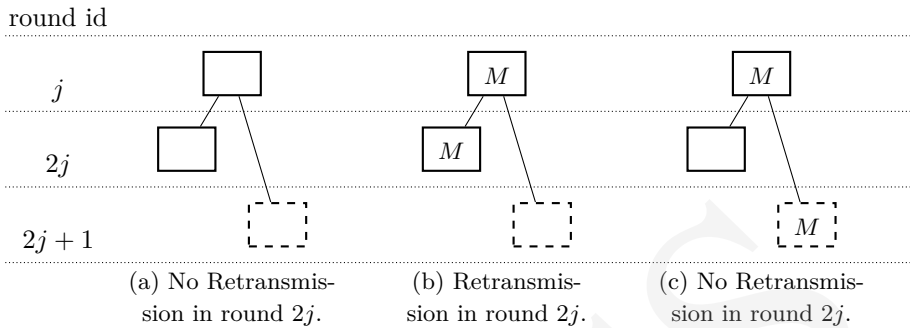 round id
j
M
M
2j
M
2j + 1
M
(a) No Retransmis-
sion in round 2j.
(b) Retransmis-
sion in round 2j.
(c) No Retransmis-
sion in round 2j.